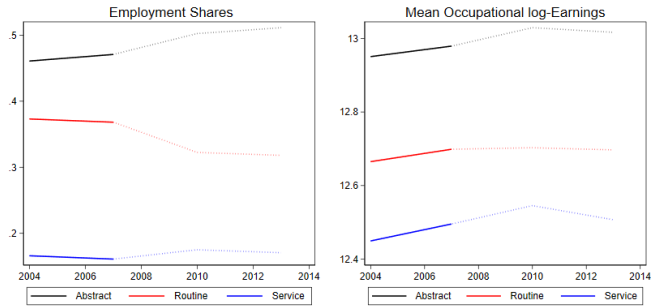 Employment Shares
.5
.4
.3
.2
2004 2006 2008 2010 2012 2014
Abstract Routine Service
Mean Occupational log-Earnings
13
12.8
12.6
12.4
2004 2006 2008 2010 2012 2014
Abstract Routine Service